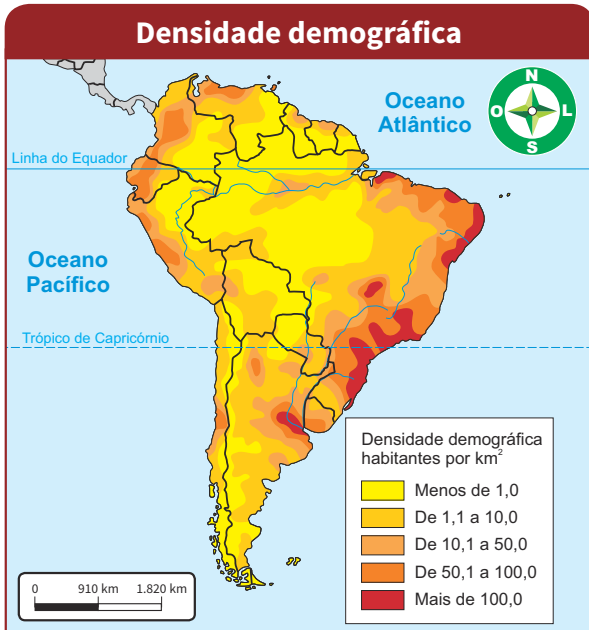 Densidade demográfica
Oceano
Atlântico
N
O
L
S
Linha do Equador
Oceano
Pacífico
Trópico de Capricórnio
Densidade demográfica
habitantes por km²
Menos de 1,0
De 1,1 a 10,0
De 10,1 a 50,0
De 50,1 a 100,0
Mais de 100,0
0 910 km 1.820 km